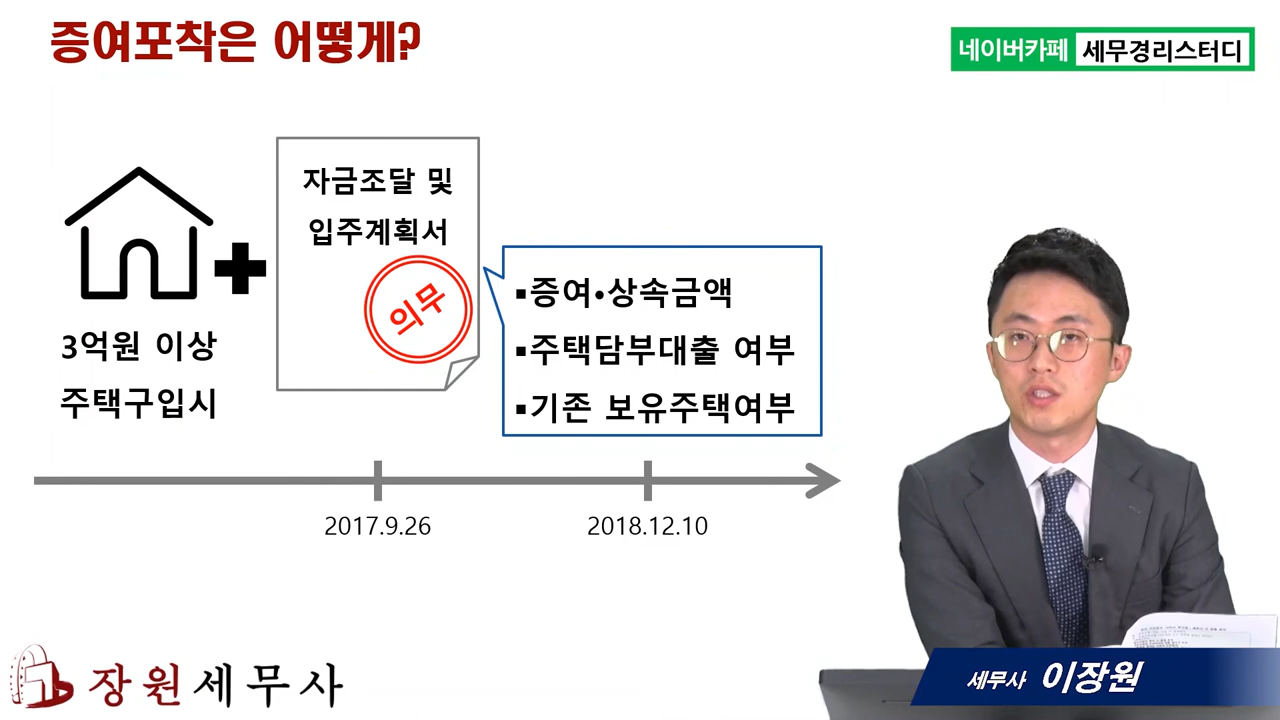 증여포착은 어떻게?
네이버카페 세무경리스터디
자금조달 및
입주계획서
의무
3억원 이상
주택구입시
▪증여•상속금액
▪주택담부대출 여부
▪기존 보유주택여부
2017.9.26
2018.12.10
장원세무사
세무사 이장원